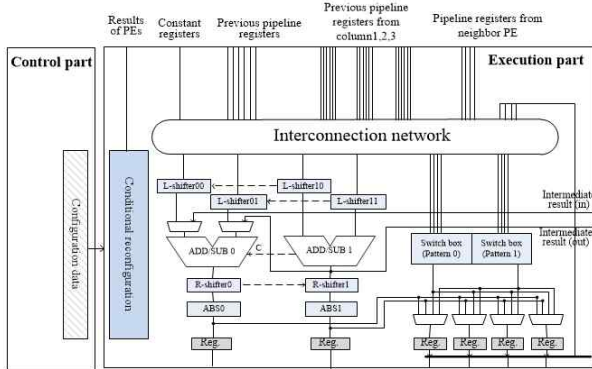 Results
of PEs
Constant
registers
Previous pipeline
registers
Previous pipeline
registers from
column1,2,3
Pipeline registers from
neighbor PE
Control part
Execution part
Interconnection network
Configuration data
Conditional reconfiguration
L-shifter00
L-shifter10
L-shifter01
L-shifter11
Intermediate
result (in)
Intermediate
result (out)
ADD/SUB 0
C
ADD/SUB 1
Switch box
(Pattern 0)
Switch box
(Pattern 1)
R-shifter0
R-shifter1
ABS0
ABS1
Reg.
Reg.
Reg.
Reg.
Reg.
Reg.